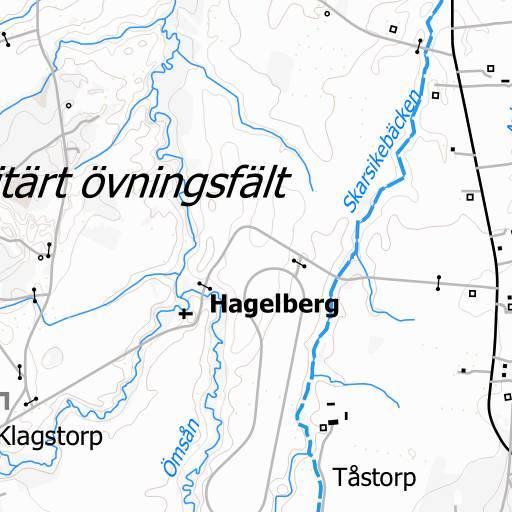 Skarsikebäcken
itärt övningsfält
Hagelberg
Klagstorp
Ömsån
Tåstorp